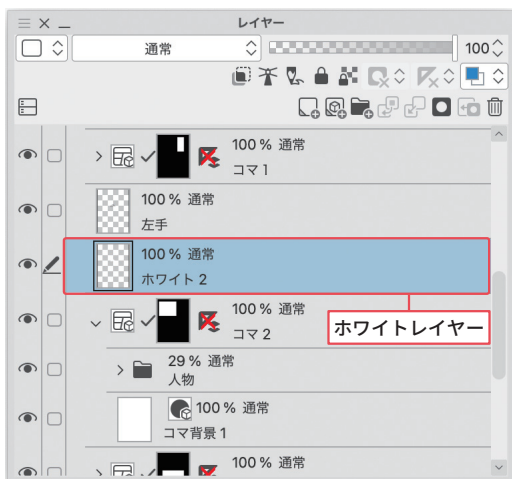 レイヤー
通常
100
100 % 通常
コマ 1
100 % 通常
左手
100 % 通常
ホワイト 2
100 % 通常
コマ 2
ホワイトレイヤー
29 % 通常
人物
100 % 通常
コマ背景 1
100 % 通常